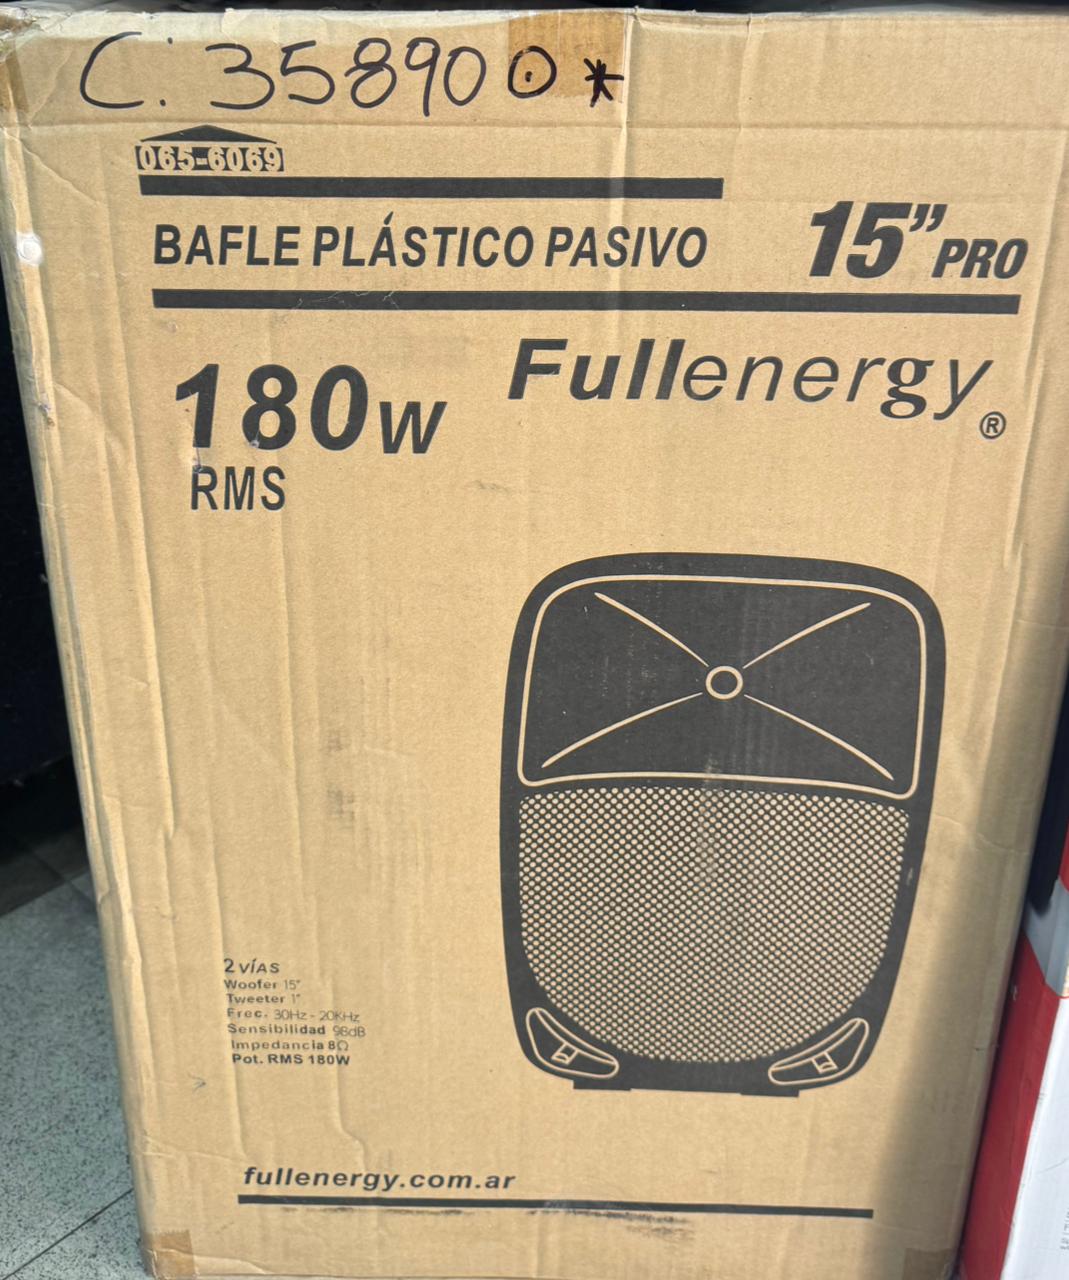 C. 358900 *
065-6069
BAFLE PLÁSTICO PASIVO 15” PRO
180W
RMS
Fullenergy®
2 VÍAS
Woofer 15"
Tweeter 1"
Frec. 30Hz - 20KHz
Sensibilidad 98dB
Impedancia 8Ω
Pot. RMS 180W
fullenergy.com.ar